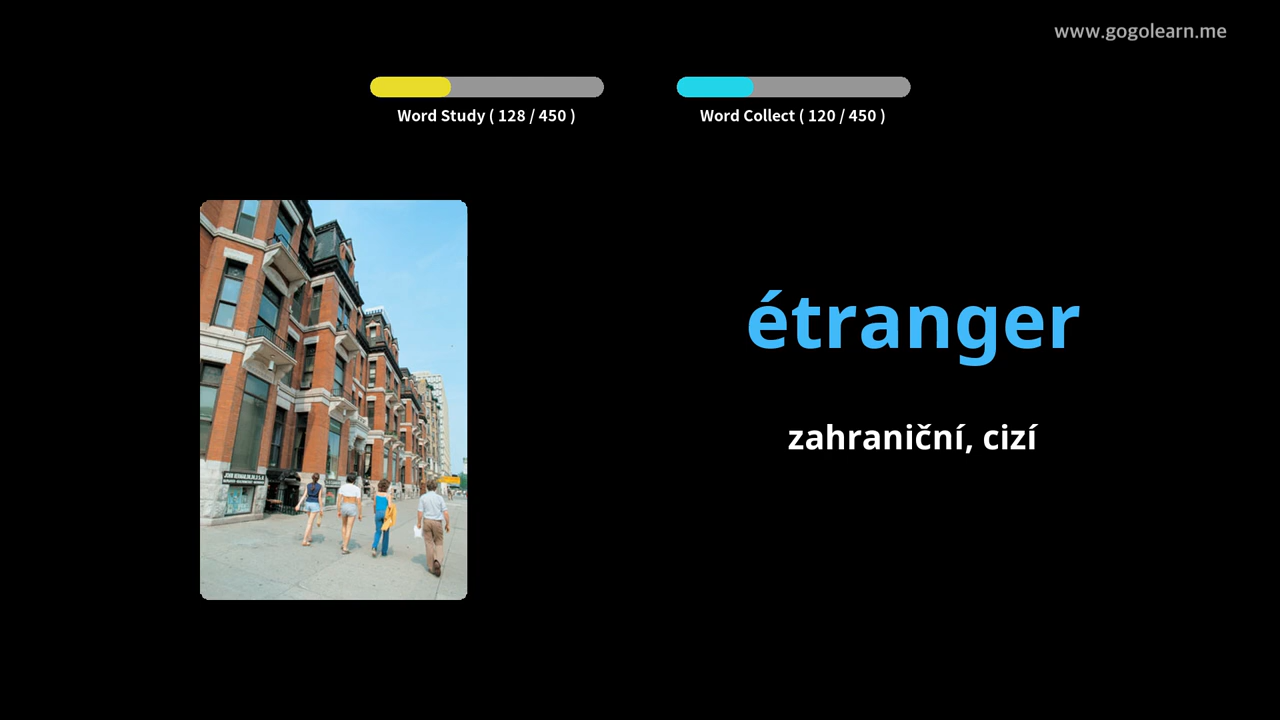 www.gogolearn.me
Word Study ( 128 / 450 )
Word Collect ( 120 / 450 )
étranger
zahraniční, cizí